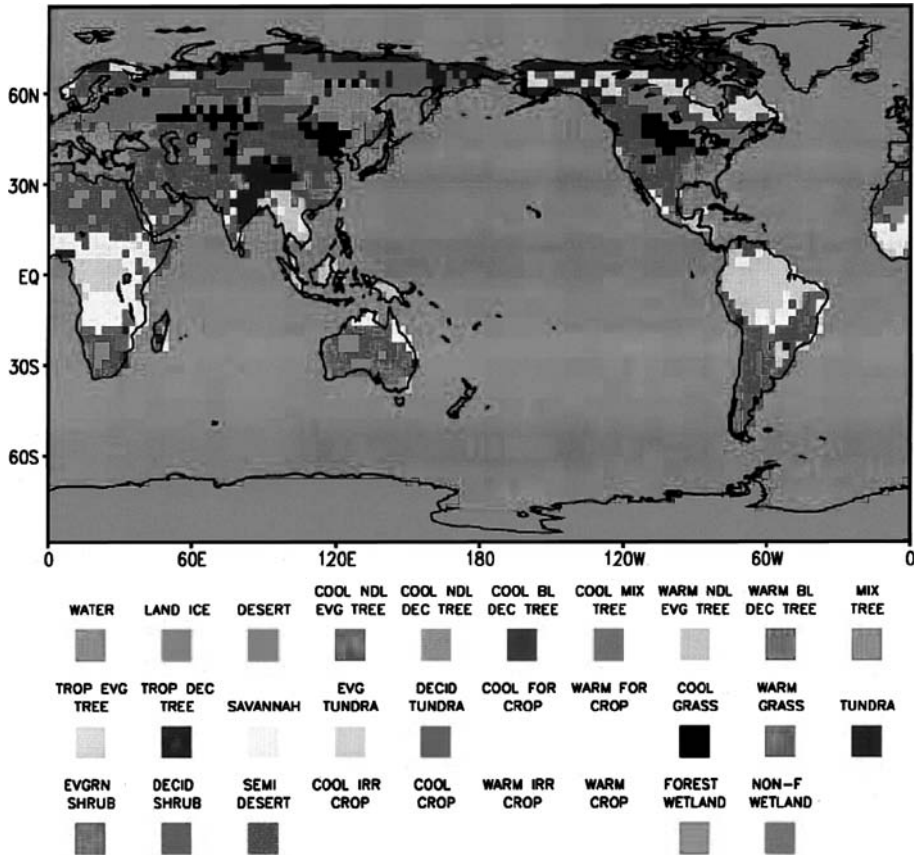 60N
30N
EQ
30S
60S
0 60E 120E 180 120W 60W 0
WATER LAND ICE DESERT COOL NDL EVG TREE COOL NDL DEC TREE COOL BL DEC TREE COOL MIX TREE WARM NDL EVG TREE WARM BL DEC TREE MIX TREE
TROP EVG TREE TROP DEC TREE SAVANNAH EVG TUNDRA DECID TUNDRA COOL FOR CROP WARM FOR CROP COOL GRASS WARM GRASS TUNDRA
EVGRN SHRUB DECID SHRUB SEMI DESERT COOL IRR CROP COOL CROP WARM IRR CROP WARM CROP FOREST WETLAND NON-F WETLAND